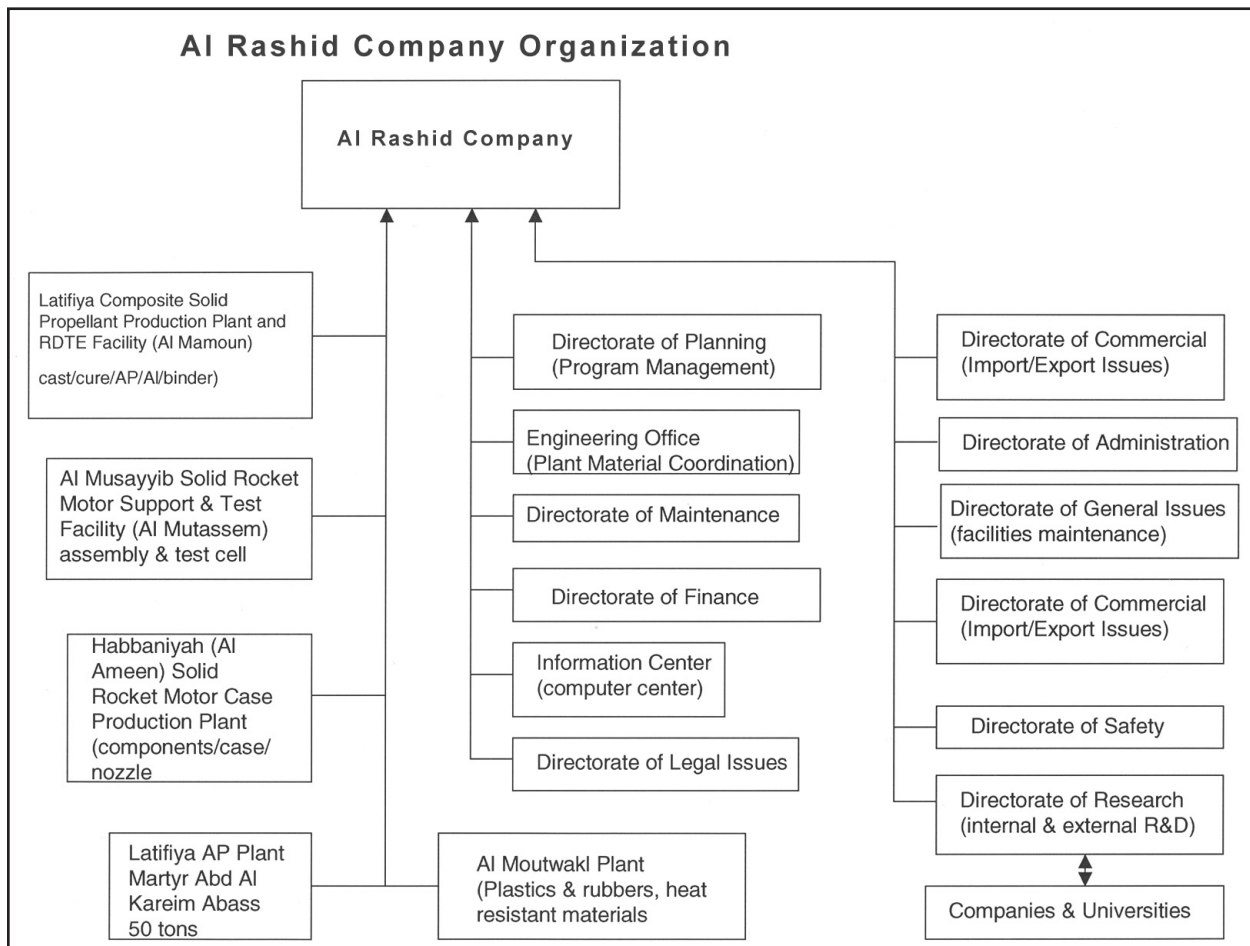 Al Rashid Company Organization
Al Rashid Company
Latifiya Composite Solid
Propellant Production Plant and
RDTE Facility (Al Mamoun)
cast/cure/AP/Al/binder)
Al Musayyib Solid Rocket
Motor Support & Test
Facility (Al Mutassem)
assembly & test cell
Habbaniyah (Al
Ameen) Solid
Rocket Motor Case
Production Plant
(components/case/
nozzle
Latifiya AP Plant
Martyr Abd Al
Kareim Abass
50 tons
Al Moutwakl Plant
(Plastics & rubbers, heat
resistant materials
Directorate of Planning
(Program Management)
Engineering Office
(Plant Material Coordination)
Directorate of Maintenance
Directorate of Finance
Information Center
(computer center)
Directorate of Legal Issues
Directorate of Commercial
(Import/Export Issues)
Directorate of Administration
Directorate of General Issues
(facilities maintenance)
Directorate of Commercial
(Import/Export Issues)
Directorate of Safety
Directorate of Research
(internal & external R&D)
Companies & Universities